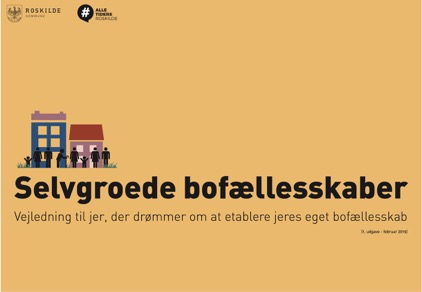 ROSKILDE
KOMMUNE
ALLE
TIDERS
ROSKILDE
Selvgroede bofællesskaber
Vejledning til jer, der drømmer om at etablere jeres eget bofællesskab
(1. udgave - februar 2016)